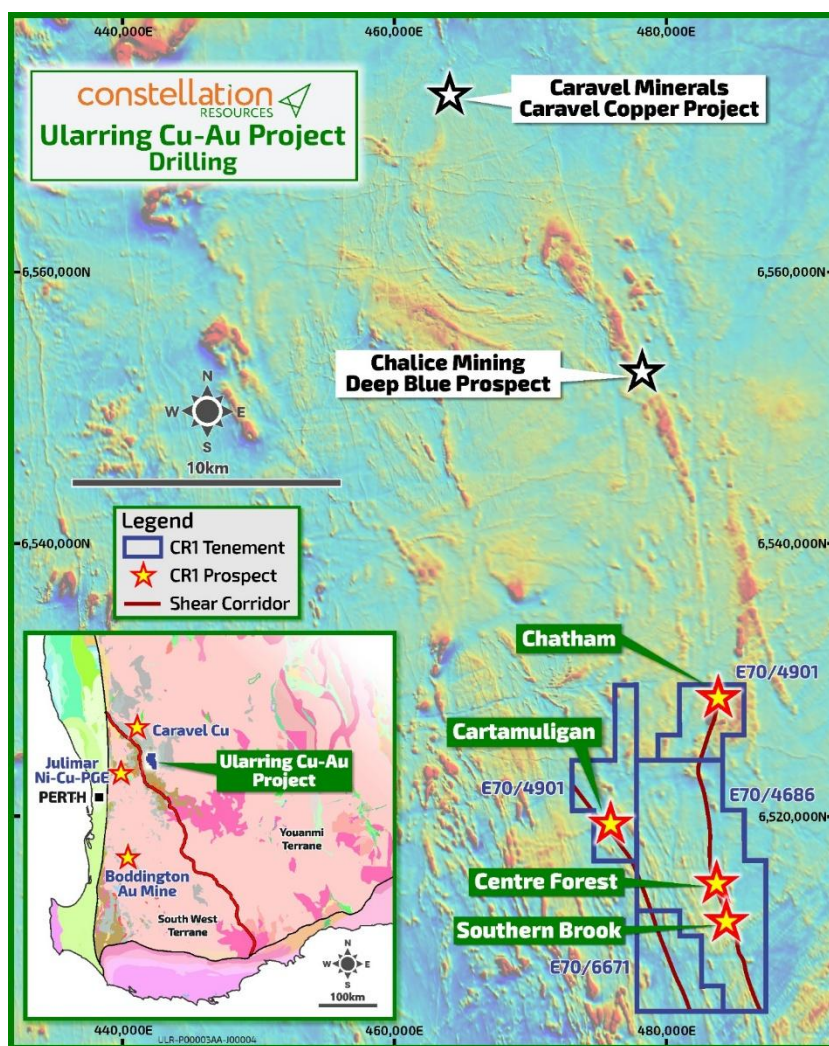 440,000E
460,000E
480,000E
constellation
RESOURCES
Ularring Cu-Au Project
Drilling
Caravel Minerals
Caravel Copper Project
6,560,000N
6,560,000N
Chalice Mining
Deep Blue Prospect
N
W
E
S
10km
Legend
CR1 Tenement
CR1 Prospect
Shear Corridor
6,540,000N
6,540,000N
Chatham
E70/4901
Cartamuligan
E70/4901
E70/4686
6,520,000N
Centre Forest
Southern Brook
E70/6671
Caravel Cu
Julimar
Ni-Cu-PGE
Ularring Cu-Au
Project
PERTH
Youanmi
Terrane
Boddington
Au Mine
South West
Terrane
N
W
E
S
100km
440,000E
ULR-P00003AA-J00004
460,000E
480,000E